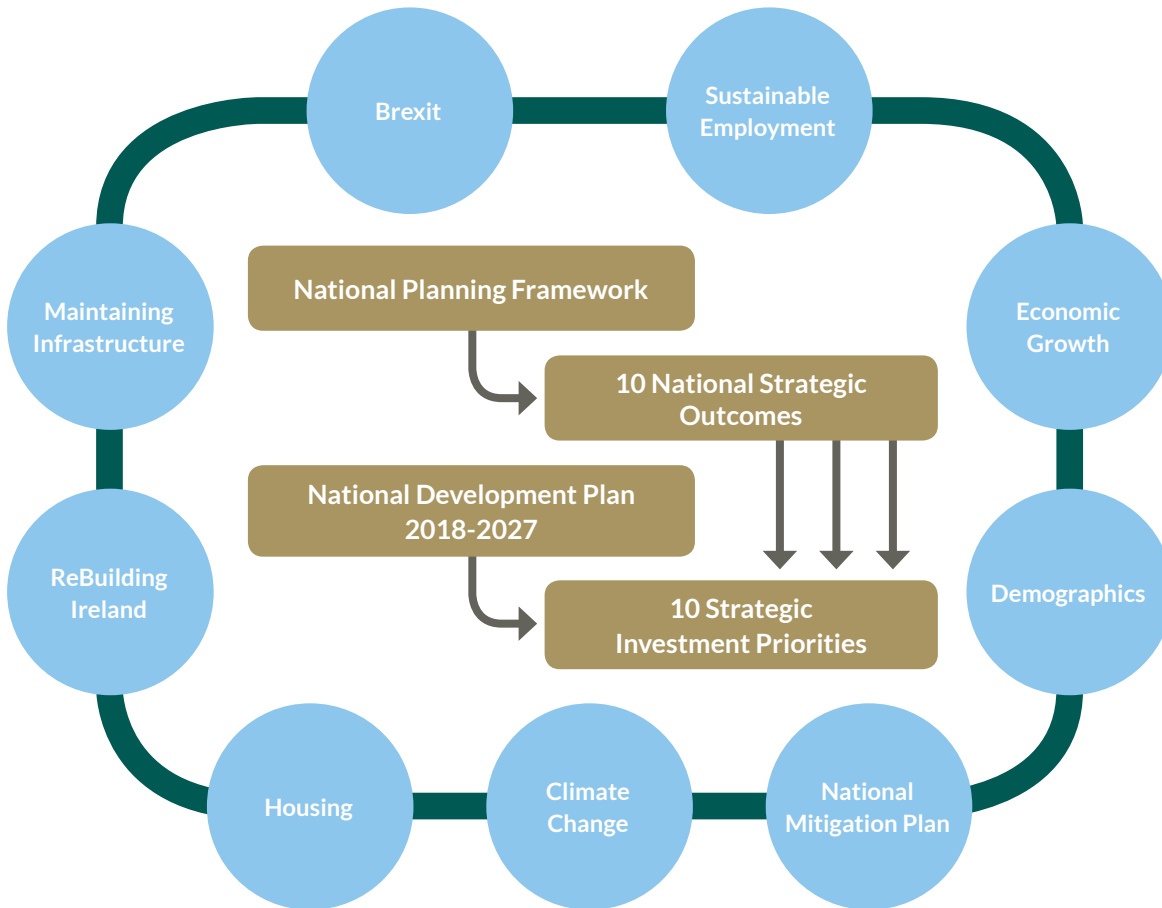 Brexit
Sustainable
Employment
Maintaining
Infrastructure
National Planning Framework
Economic
Growth
10 National Strategic
Outcomes
National Development Plan
2018-2027
ReBuilding
Ireland
10 Strategic
Investment Priorities
Demographics
Housing
Climate
Change
National
Mitigation Plan